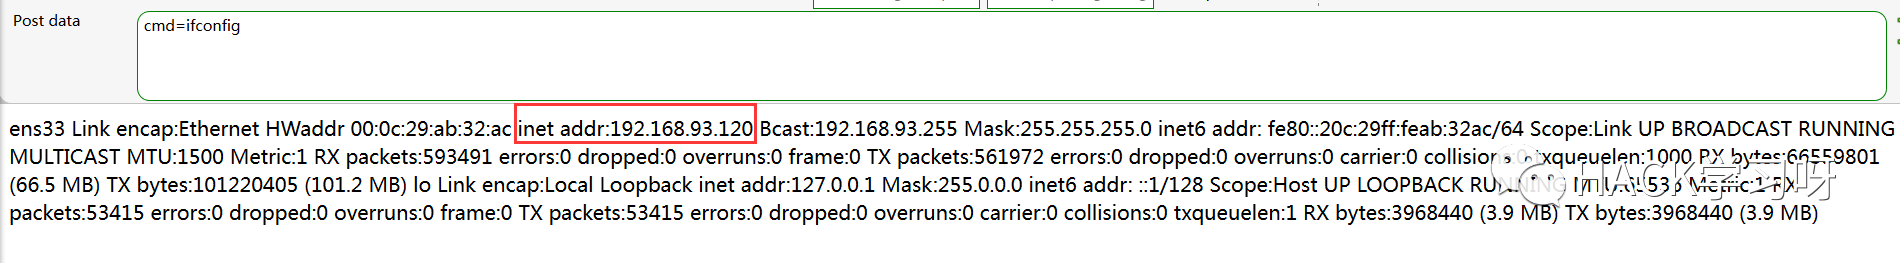 Post data
cmd=ifconfig
ens33 Link encap:Ethernet HWaddr 00:0c:29:ab:32:ac inet addr:192.168.93.120 Bcast:192.168.93.255 Mask:255.255.255.0 inet6 addr: fe80::20c:29ff:feab:32ac/64 Scope:Link UP BROADCAST RUNNING
MULTICAST MTU:1500 Metric:1 RX packets:593491 errors:0 dropped:0 overruns:0 frame:0 TX packets:561972 errors:0 dropped:0 overruns:0 carrier:0 collisions:0 txqueuelen:1000 RX bytes:66559801
(66.5 MB) TX bytes:101220405 (101.2 MB) lo Link encap:Local Loopback inet addr:127.0.0.1 Mask:255.0.0.0 inet6 addr: ::1/128 Scope:Host UP LOOPBACK RUNNING MTU:65536 Metric:1 RX
packets:53415 errors:0 dropped:0 overruns:0 frame:0 TX packets:53415 errors:0 dropped:0 overruns:0 carrier:0 collisions:0 txqueuelen:1 RX bytes:3968440 (3.9 MB) TX bytes:3968440 (3.9 MB)
HACK学习呀